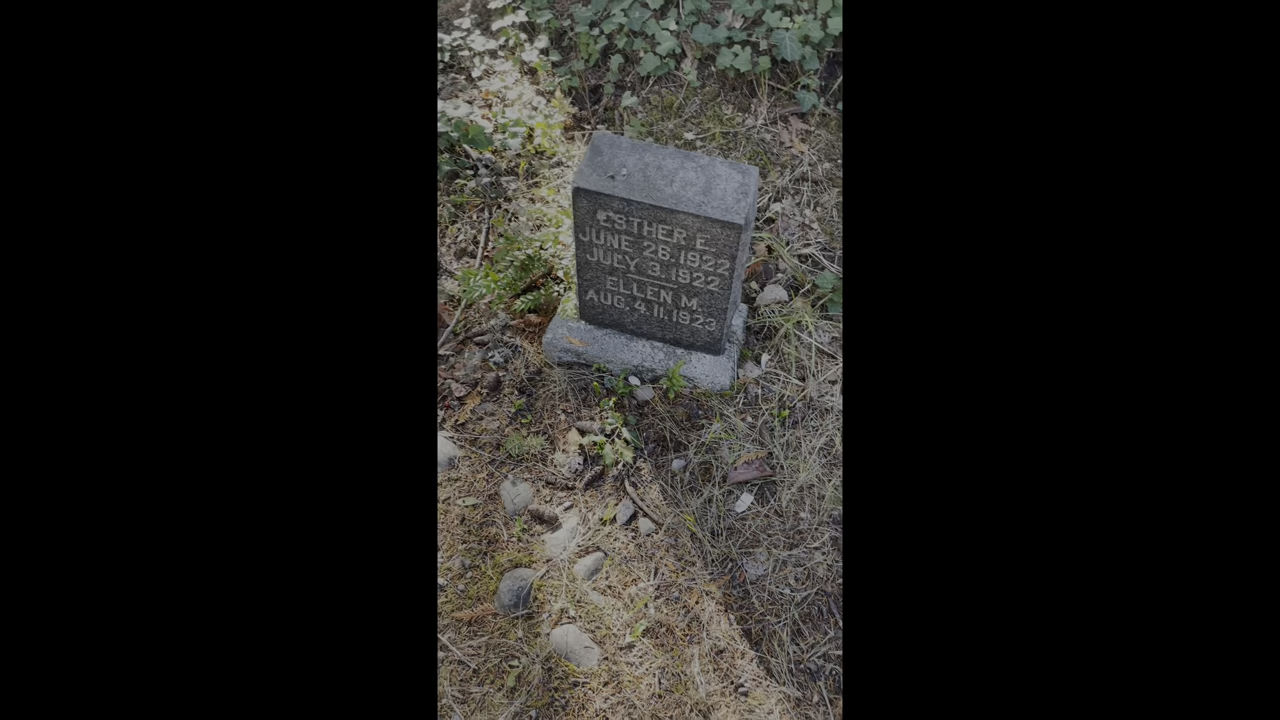 ESTHER E.
JUNE 26.1922
JULY 3.1922
ELLEN M.
AUG. 4.11.1923